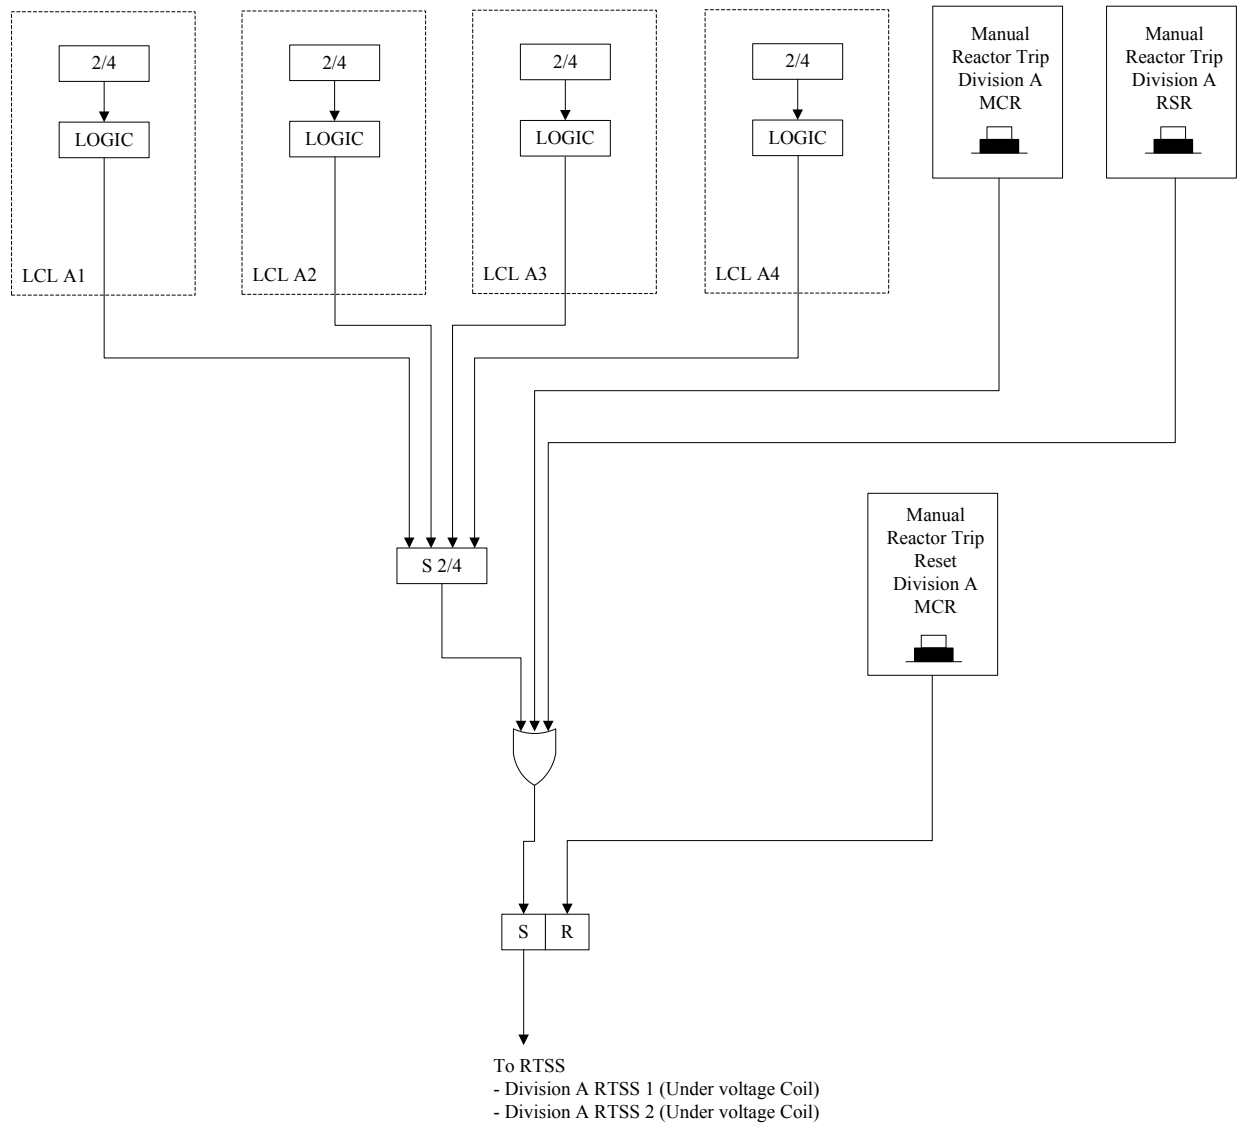 2/4
LOGIC
LCL A1
2/4
LOGIC
LCL A2
2/4
LOGIC
LCL A3
2/4
LOGIC
LCL A4
Manual
Reactor Trip
Division A
MCR
Manual
Reactor Trip
Division A
RSR
S 2/4
Manual
Reactor Trip
Reset
Division A
MCR
S
R
To RTSS
- Division A RTSS 1 (Under voltage Coil)
- Division A RTSS 2 (Under voltage Coil)